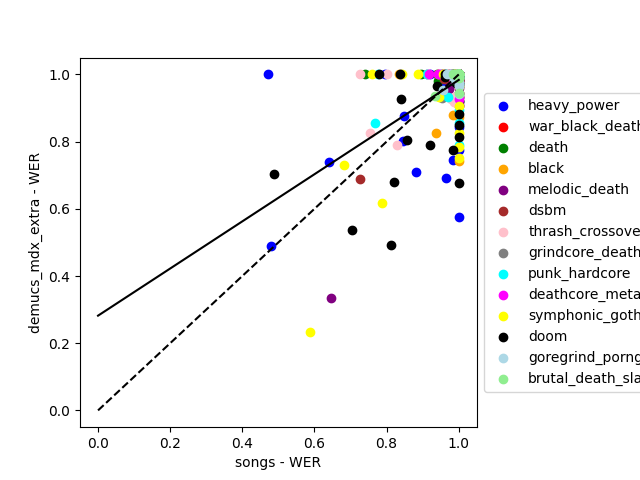 1.0
0.8
0.6
0.4
0.2
0.0
demucs_mdx_extra - WER
0.0 0.2 0.4 0.6 0.8 1.0
songs - WER
heavy_power
war_black_death
death
black
melodic_death
dsbm
thrash_crossove
grindcore_death
punk_hardcore
deathcore_meta
symphonic_goth
doom
goregrind_porng
brutal_death_sla